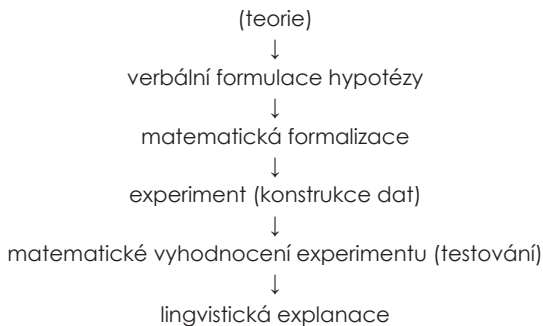 (teorie)
↓
verbální formulace hypotézy
↓
matematická formalizace
↓
experiment (konstrukce dat)
↓
matematické vyhodnocení experimentu (testování)
↓
lingvistická explanace